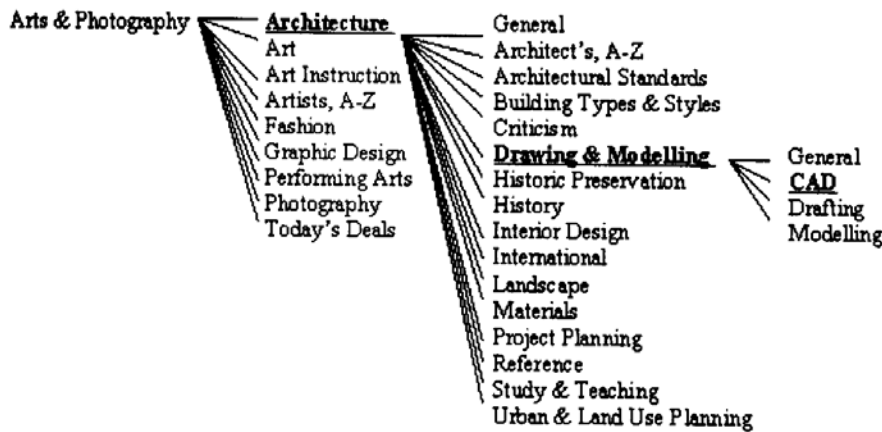 Arts & Photography
Architecture
Art
Art Instruction
Artists, A-Z
Fashion
Graphic Design
Performing Arts
Photography
Today's Deals
General
Architect's, A-Z
Architectural Standards
Building Types & Styles
Criticism
Drawing & Modelling
Historic Preservation
History
Interior Design
International
Landscape
Materials
Project Planning
Reference
Study & Teaching
Urban & Land Use Planning
General
CAD
Drafting
Modelling